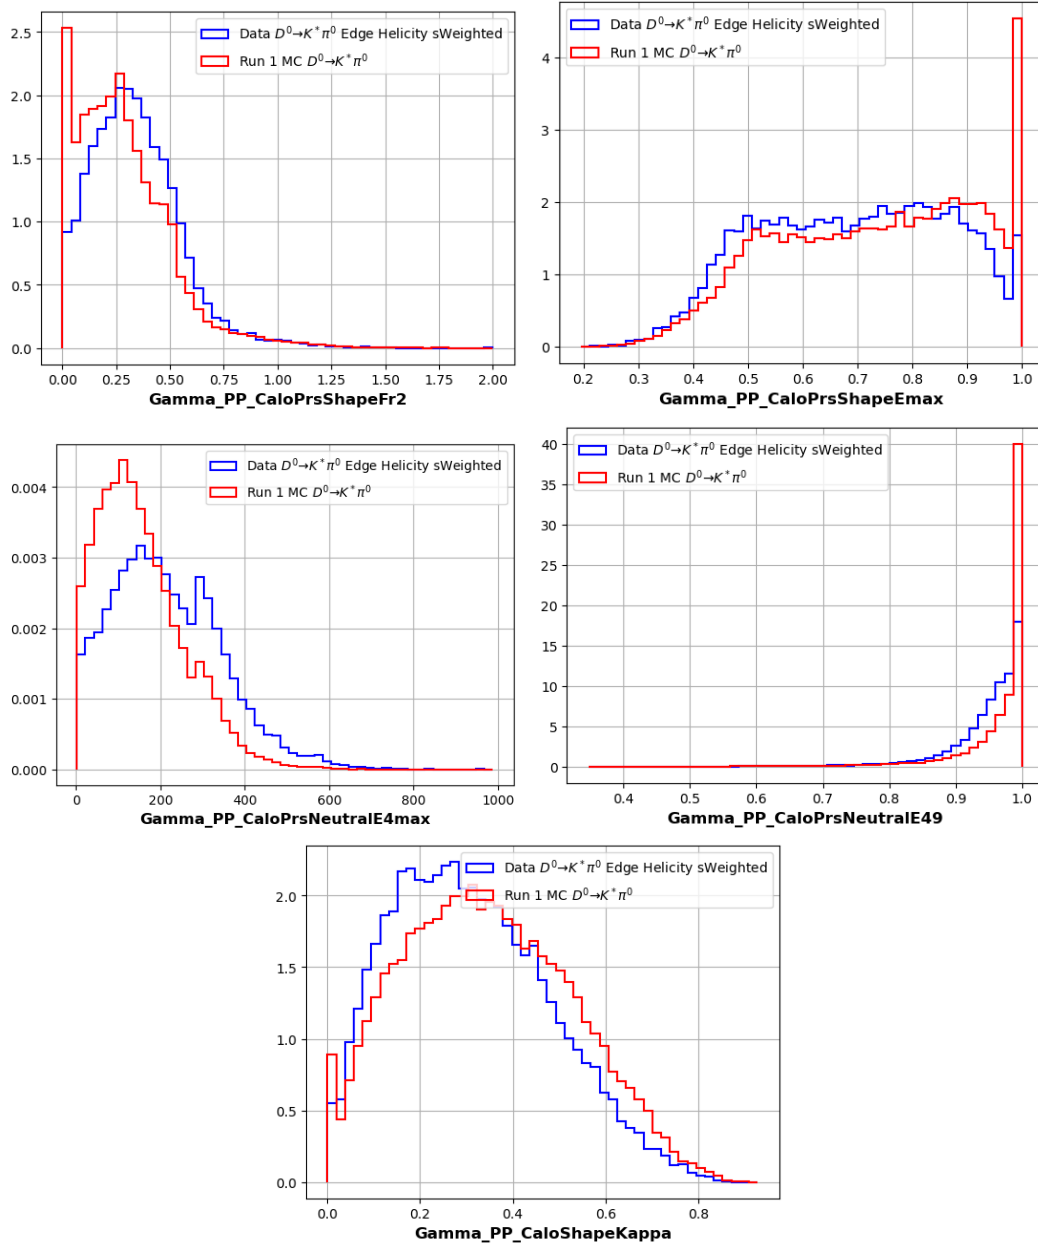 Data D⁰→K*π⁰ Edge Helicity sWeighted
Run 1 MC D⁰→K*π⁰
2.5
2.0
1.5
1.0
0.5
0.0
0.00 0.25 0.50 0.75 1.00 1.25 1.50 1.75 2.00
Gamma_PP_CaloPrsShapeFr2
Data D⁰→K*π⁰ Edge Helicity sWeighted
Run 1 MC D⁰→K*π⁰
4
3
2
1
0
0.2 0.3 0.4 0.5 0.6 0.7 0.8 0.9 1.0
Gamma_PP_CaloPrsShapeEmax
Data D⁰→K*π⁰ Edge Helicity sWeighted
Run 1 MC D⁰→K*π⁰
0.004
0.003
0.002
0.001
0.000
0 200 400 600 800 1000
Gamma_PP_CaloPrsNeutralE4max
Data D⁰→K*π⁰ Edge Helicity sWeighted
Run 1 MC D⁰→K*π⁰
40
35
30
25
20
15
10
5
0
0.4 0.5 0.6 0.7 0.8 0.9 1.0
Gamma_PP_CaloPrsNeutralE49
Data D⁰→K*π⁰ Edge Helicity sWeighted
Run 1 MC D⁰→K*π⁰
2.0
1.5
1.0
0.5
0.0
0.0 0.2 0.4 0.6 0.8
Gamma_PP_CaloShapeKappa